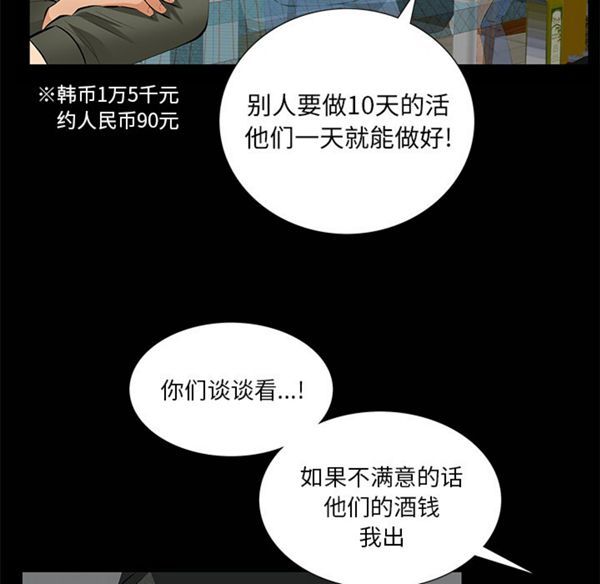 ※韩币1万5千元
约人民币90元
别人要做10天的活
他们一天就能做好!
你们谈谈看...!
如果不满意的话
他们的酒钱
我出